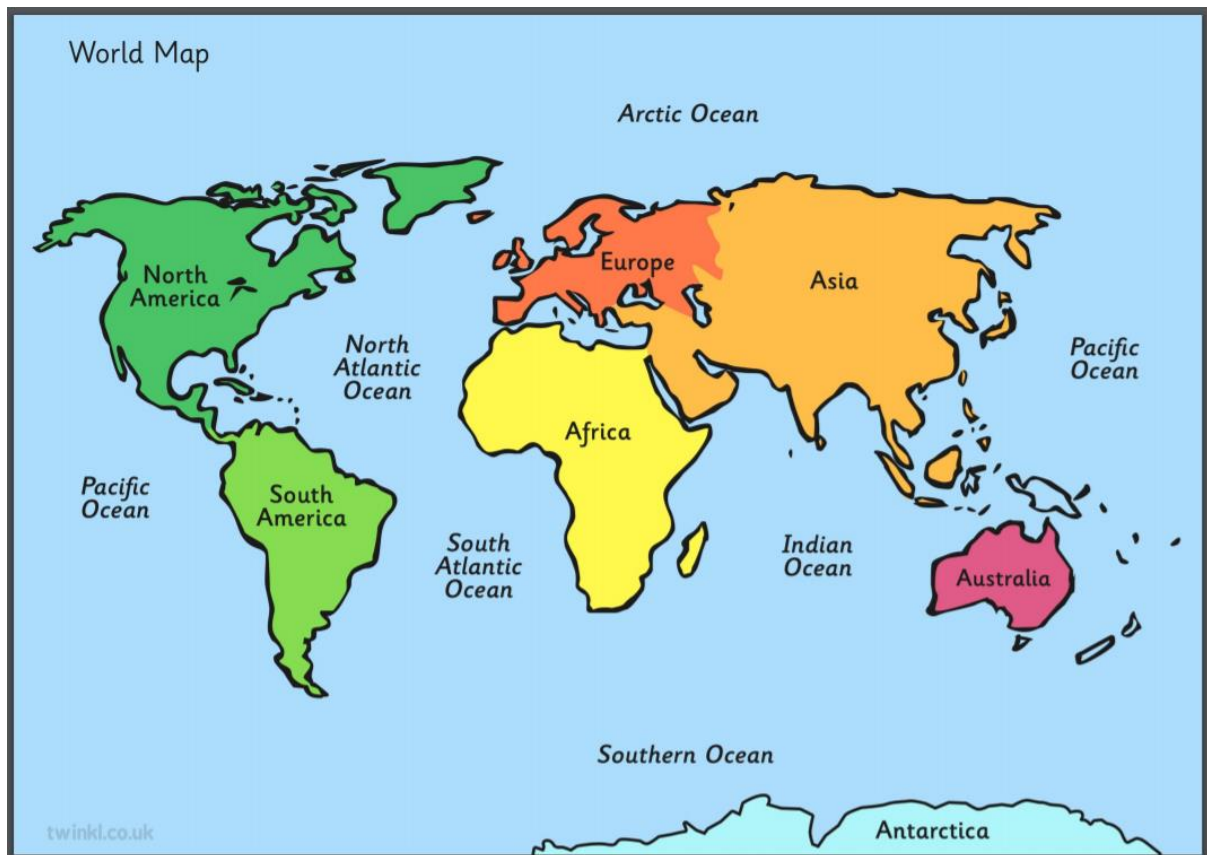 World Map
Arctic Ocean
North
America
Europe
Asia
North
Atlantic
Ocean
Pacific
Ocean
Africa
Pacific
Ocean
South
America
South
Atlantic
Ocean
Indian
Ocean
Australia
Southern Ocean
twinkl.co.uk
Antarctica